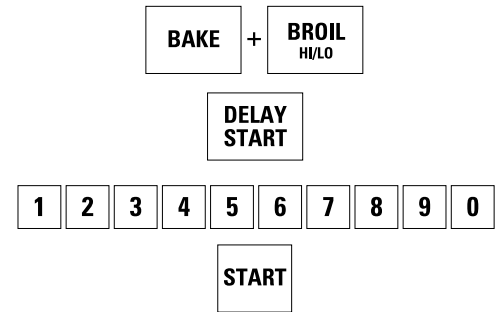 BAKE + BROIL
HI/LO
DELAY
START
1 2 3 4 5 6 7 8 9 0
START